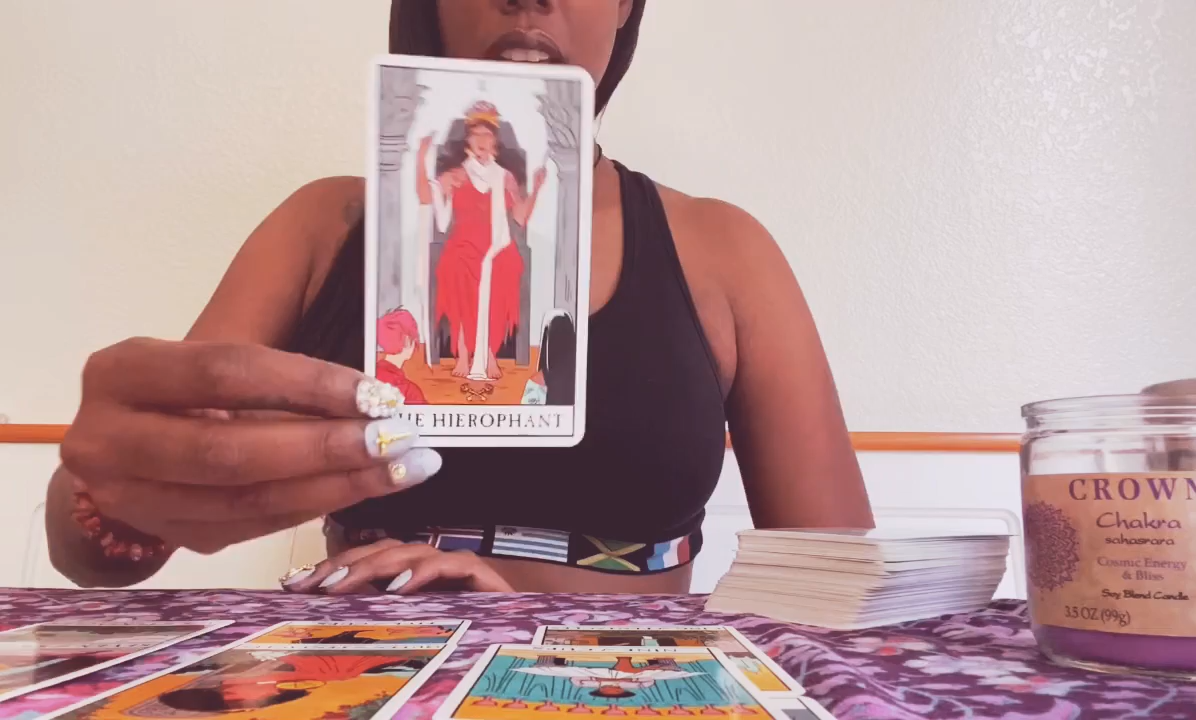 HE HIEROPHANT
CROWN
Chakra
sahasrara
Cosmic Energy
& Bliss
Soy Blend Candle
3.5 OZ (99g)